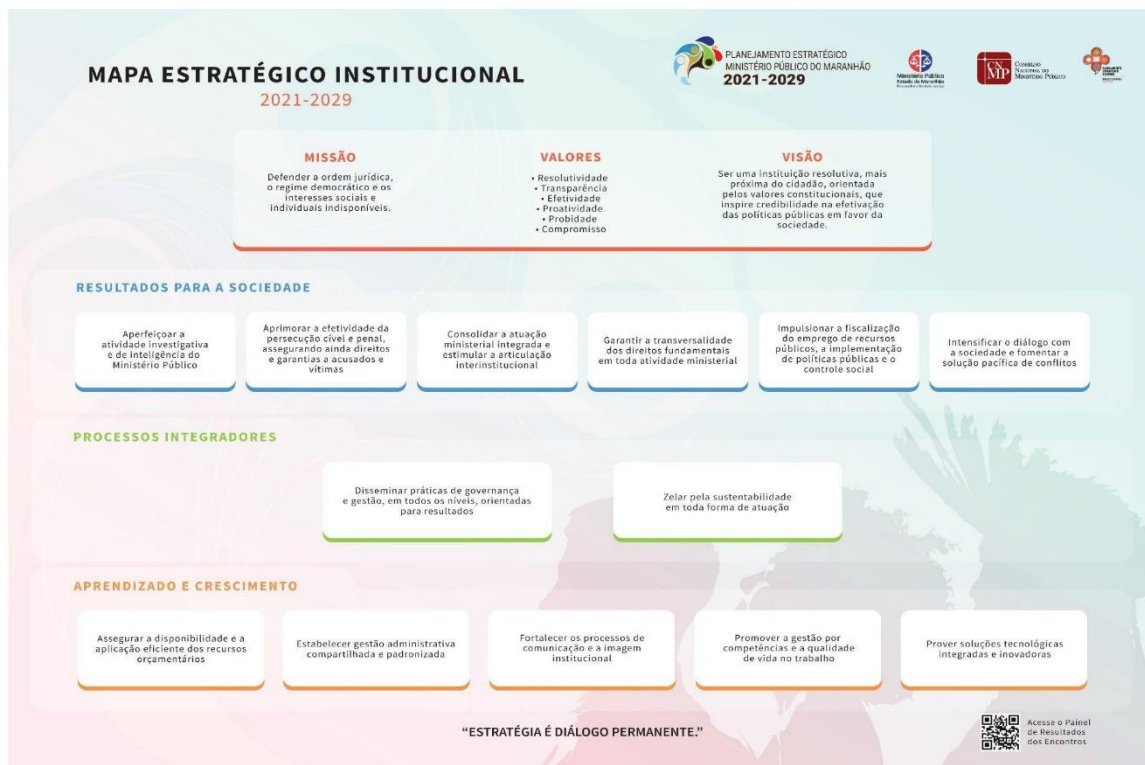 MAPA ESTRATÉGICO INSTITUCIONAL
2021-2029
PLANEJAMENTO ESTRATÉGICO
MINISTÉRIO PÚBLICO DO MARANHÃO
2021-2029
Ministério Público
Estado do Maranhão
CNMP
CONSELHO
NACIONAL DO
MINISTÉRIO PÚBLICO
MISSÃO
Defender a ordem jurídica,
o regime democrático e os
interesses sociais e
individuais indisponíveis.
VALORES
• Resolutividade
• Transparência
• Efetividade
• Proatividade
• Probidade
• Compromisso
VISÃO
Ser uma instituição resolutiva, mais
próxima do cidadão, orientada
pelos valores constitucionais, que
inspire credibilidade na efetivação
das políticas públicas em favor da
sociedade.
RESULTADOS PARA A SOCIEDADE
Aperfeiçoar a
atividade investigativa
e de inteligência do
Ministério Público
Aprimorar a efetividade da
persecução cível e penal,
assegurando ainda direitos
e garantias a acusados e
vítimas
Consolidar a atuação
ministerial integrada e
estimular a articulação
interinstitucional
Garantir a transversalidade
dos direitos fundamentais
em toda atividade ministerial
Impulsionar a fiscalização
do emprego de recursos
públicos, a implementação
de políticas públicas e o
controle social
Intensificar o diálogo com
a sociedade e fomentar a
solução pacífica de conflitos
PROCESSOS INTEGRADORES
Disseminar práticas de governança
e gestão, em todos os níveis, orientadas
para resultados
Zelar pela sustentabilidade
em toda forma de atuação
APRENDIZADO E CRESCIMENTO
Assegurar a disponibilidade e a
aplicação eficiente dos recursos
orçamentários
Estabelecer gestão administrativa
compartilhada e padronizada
Fortalecer os processos de
comunicação e a imagem
institucional
Promover a gestão por
competências e a qualidade
de vida no trabalho
Prover soluções tecnológicas
integradas e inovadoras
“ESTRATÉGIA É DIÁLOGO PERMANENTE.”
Acesse o Painel
de Resultados
dos Encontros